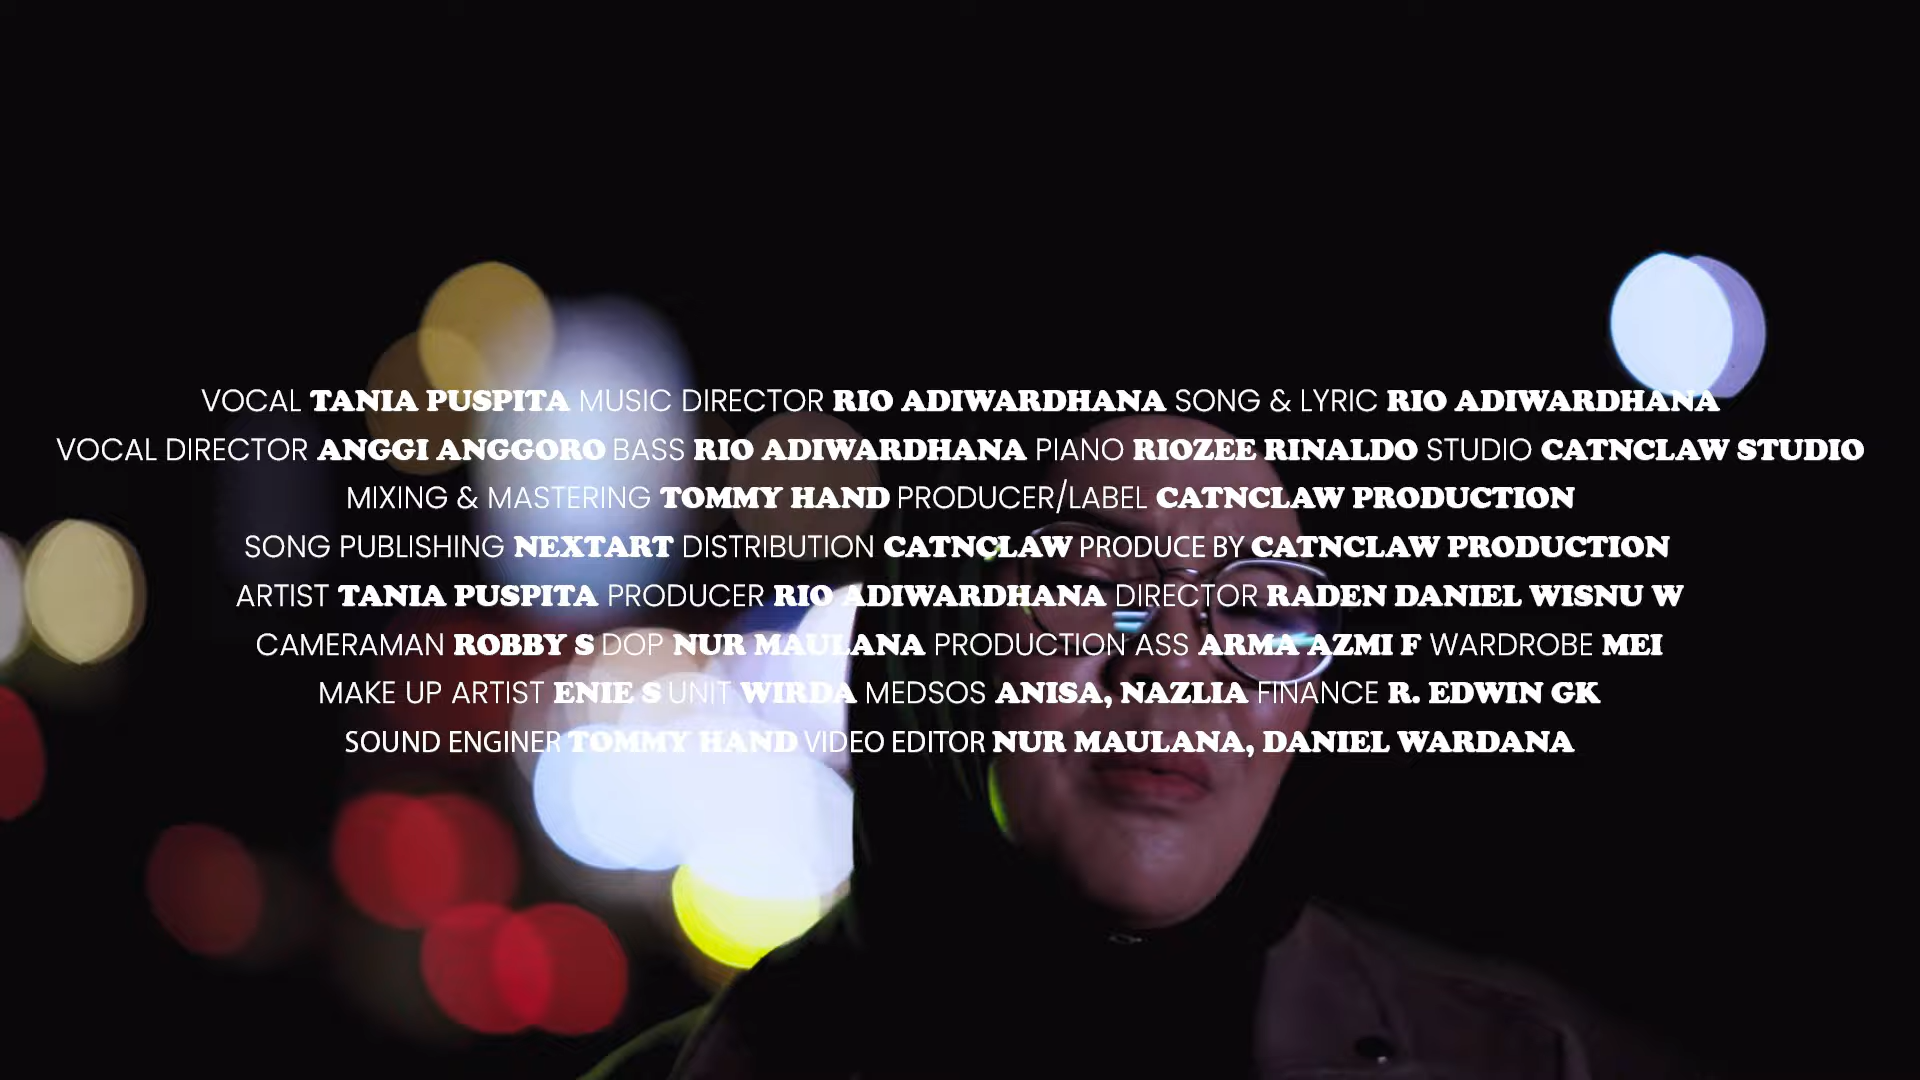 VOCAL TANIA PUSPITA MUSIC DIRECTOR RIO ADIWARDHANA SONG & LYRIC RIO ADIWARDHANA
VOCAL DIRECTOR ANGGI ANGGORO BASS RIO ADIWARDHANA PIANO RIOZEE RINALDO STUDIO CATNCLAW STUDIO
MIXING & MASTERING TOMMY HAND PRODUCER/LABEL CATNCLAW PRODUCTION
SONG PUBLISHING NEXTART DISTRIBUTION CATNCLAW PRODUCE BY CATNCLAW PRODUCTION
ARTIST TANIA PUSPITA PRODUCER RIO ADIWARDHANA DIRECTOR RADEN DANIEL WISNU W
CAMERAMAN ROBBY S DOP NUR MAULANA PRODUCTION ASS ARMA AZMI F WARDROBE MEI
MAKE UP ARTIST ENIE S UNIT WIRDA MEDSOS ANISA, NAZLIA FINANCE R. EDWIN GK
SOUND ENGINER TOMMY HAND VIDEO EDITOR NUR MAULANA, DANIEL WARDANA